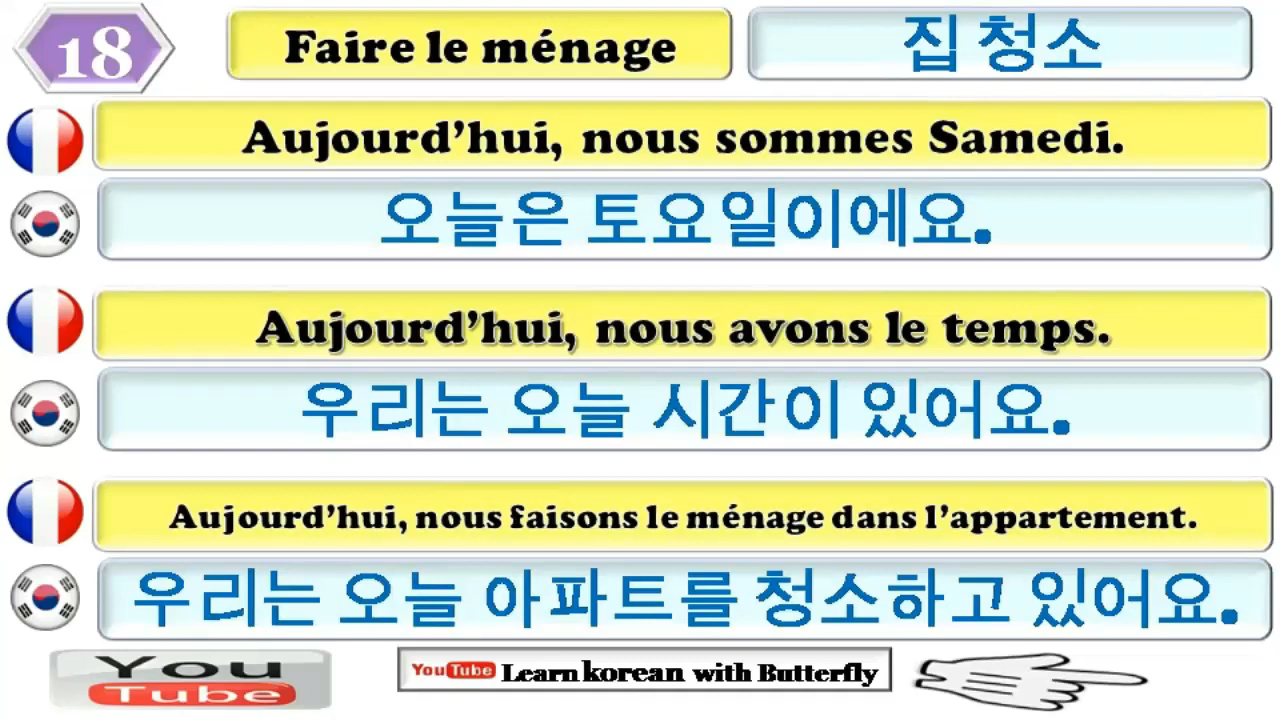 18 Faire le ménage 집 청소
Aujourd'hui, nous sommes Samedi.
오늘은 토요일이에요.
Aujourd'hui, nous avons le temps.
우리는 오늘 시간이 있어요.
Aujourd'hui, nous faisons le ménage dans l'appartement.
우리는 오늘 아파트를 청소하고 있어요.
You Tube
YouTube Learn korean with Butterfly